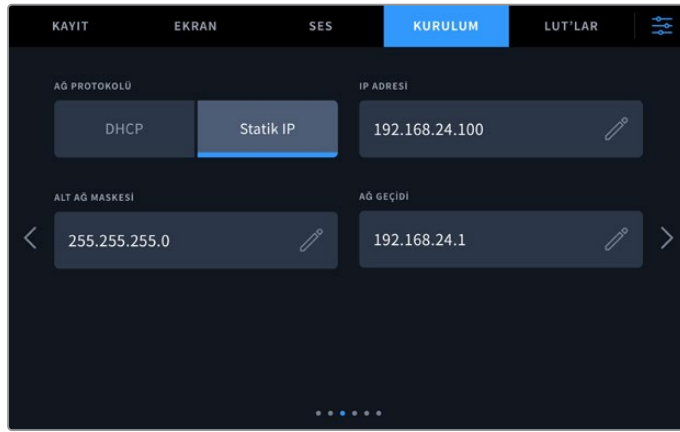 KAYIT EKRAN SES KURULUM LUT'LAR
AĞ PROTOKOLÜ IP ADRESİ
DHCP Statik IP 192.168.24.100
ALT AĞ MASKESİ AĞ GEÇİDİ
255.255.255.0 192.168.24.1